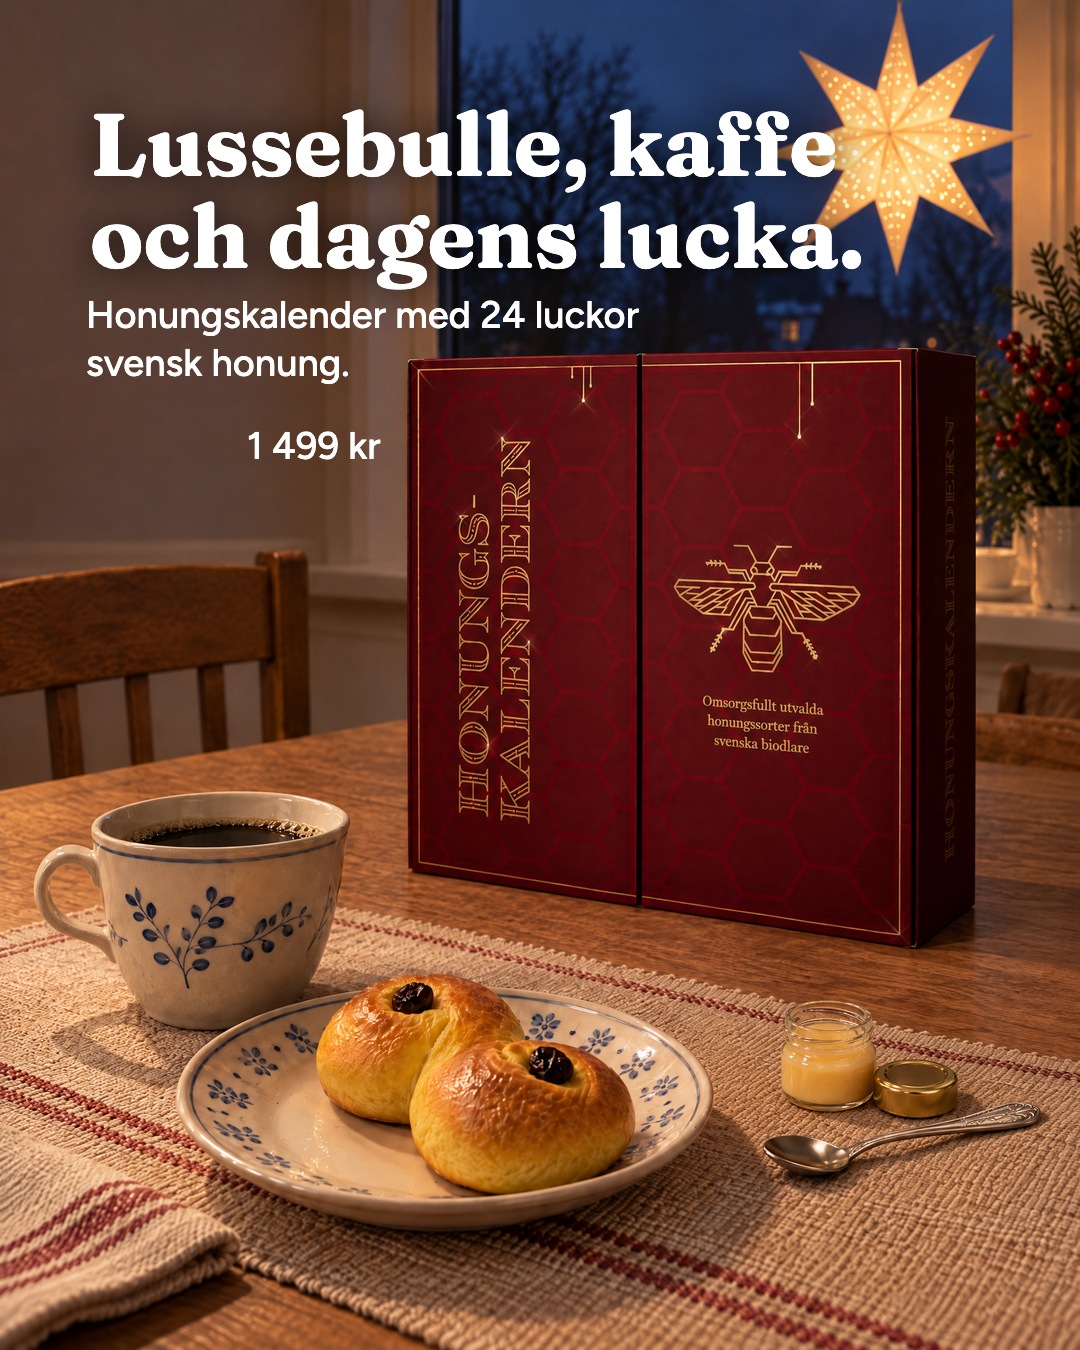 Lussebulle, kaffe
och dagens lucka.
Honungskalender med 24 luckor
svensk honung.
1 499 kr
HONUNGS-
KALENDERN
Omsorgsfullt utvalda
honungssorter från
svenska biodlare
HONUNGSKALENDERN